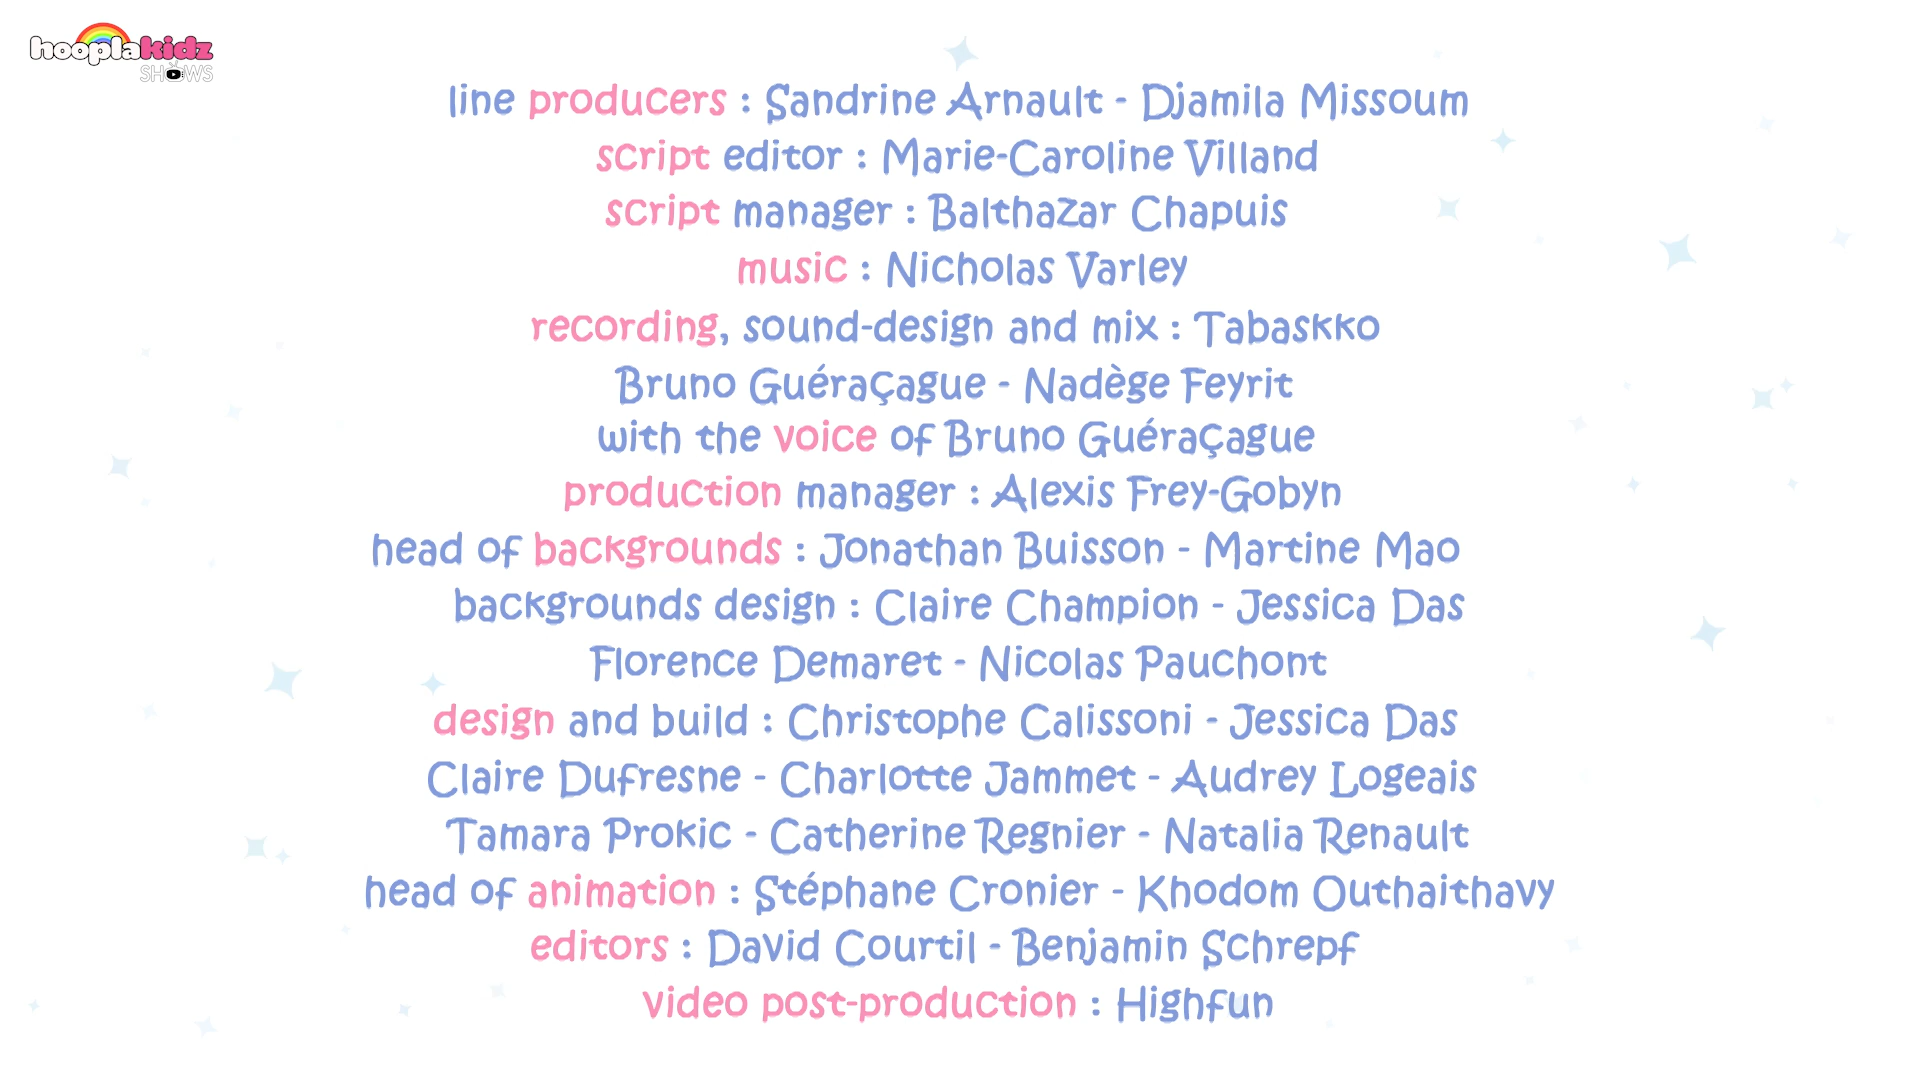 hooplakidz
SHOWS
line producers : Sandrine Arnault - Djamila Missoum
script editor : Marie-Caroline Villand
script manager : Balthazar Chapuis
music : Nicholas Varley
recording, sound-design and mix : Tabaskko
Bruno Guéraçague - Nadège Feyrit
with the voice of Bruno Guéraçague
production manager : Alexis Frey-Gobyn
head of backgrounds : Jonathan Buisson - Martine Mao
backgrounds design : Claire Champion - Jessica Das
Florence Demaret - Nicolas Pauchont
design and build : Christophe Calissoni - Jessica Das
Claire Dufresne - Charlotte Jammet - Audrey Logeais
Tamara Prokic - Catherine Regnier - Natalia Renault
head of animation : Stéphane Cronier - Khodom Outhaithavy
editors : David Courtil - Benjamin Schrepf
video post-production : Highfun